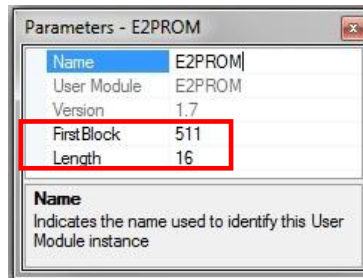 Parameters - E2PROM
Name E2PROM
User Module E2PROM
Version 1.7
FirstBlock 511
Length 16
Name
Indicates the name used to identify this User
Module instance